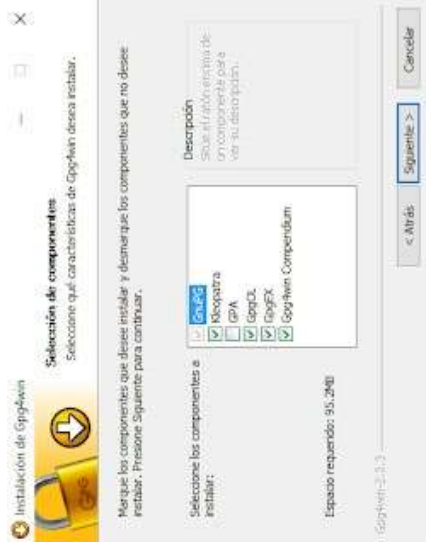 Instalación de Gpg4win
Selección de componentes
Seleccione qué características de Gpg4win desea instalar.
Marque los componentes que desee instalar y desmarque los componentes que no desee
instalar. Presione Siguiente para continuar.
Seleccione los componentes a
instalar:
GnuPG
Kleopatra
GPA
GpgOL
GpgEX
Gpg4win Compendium
Descripción
Sitúe el ratón encima de
un componente para
ver su descripción.
Espacio requerido: 95.2MB
Gpg4win-2.3.3
< Atrás
Siguiente >
Cancelar
GPG